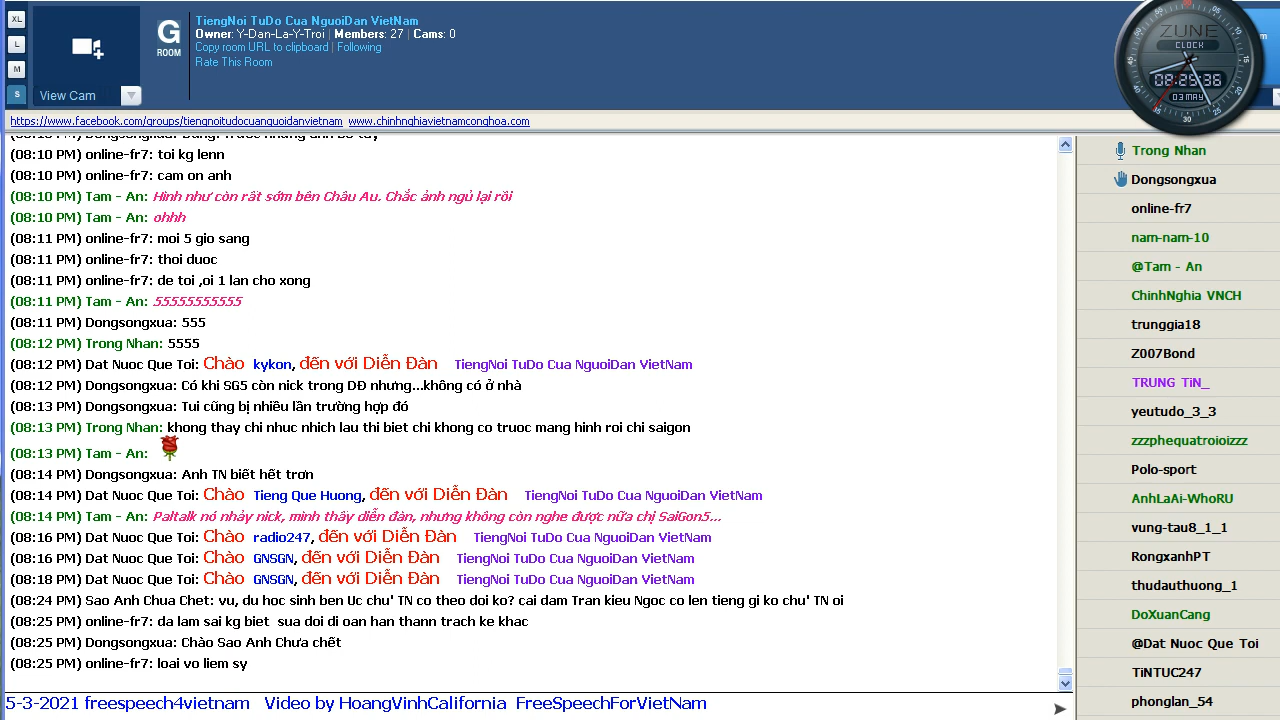 XL
L
M
S
View Cam
G
ROOM
TiengNoi TuDo Cua NguoiDan VietNam
Owner: Y-Dan-La-Y-Troi | Members: 27 | Cams: 0
Copy room URL to clipboard | Following
Rate This Room
ZUNE
CLOCK
08:25:38
03 MAY
https://www.facebook.com/groups/tiengnoitudocuanguoidanvietnam www.chinhnghiavietnamconghoa.com
(08:10 PM) online-fr7: toi kg lenn
(08:10 PM) online-fr7: cam on anh
(08:10 PM) Tam - An: Hinh như còn rất sớm bên Châu Au. Chắc ảnh ngủ lại rồi
(08:10 PM) Tam - An: ohhh
(08:11 PM) online-fr7: moi 5 gio sang
(08:11 PM) online-fr7: thoi duoc
(08:11 PM) online-fr7: de toi ,oi 1 lan cho xong
(08:11 PM) Tam - An: 55555555555
(08:11 PM) Dongsongxua: 555
(08:12 PM) Trong Nhan: 5555
(08:12 PM) Dat Nuoc Que Toi: Chào kykon, đến với Diễn Đàn TiengNoi TuDo Cua NguoiDan VietNam
(08:12 PM) Dongsongxua: Có khi SG5 còn nick trong DĐ nhưng...không có ở nhà
(08:13 PM) Dongsongxua: Tui cũng bị nhiều lần trường hợp đó
(08:13 PM) Trong Nhan: khong thay chi nhuc nhich lau thi biet chi khong co truoc mang hinh roi chi saigon
(08:13 PM) Tam - An:
(08:14 PM) Dongsongxua: Anh TN biết hết trơn
(08:14 PM) Dat Nuoc Que Toi: Chào Tieng Que Huong, đến với Diễn Đàn TiengNoi TuDo Cua NguoiDan VietNam
(08:14 PM) Tam - An: Paltalk nó nhảy nick, mình thấy diễn đàn, nhưng không còn nghe được nữa chị SaiGon5...
(08:16 PM) Dat Nuoc Que Toi: Chào radio247, đến với Diễn Đàn TiengNoi TuDo Cua NguoiDan VietNam
(08:16 PM) Dat Nuoc Que Toi: Chào GNSGN, đến với Diễn Đàn TiengNoi TuDo Cua NguoiDan VietNam
(08:18 PM) Dat Nuoc Que Toi: Chào GNSGN, đến với Diễn Đàn TiengNoi TuDo Cua NguoiDan VietNam
(08:24 PM) Sao Anh Chua Chet: vu, du học sinh ben Uc chu' TN co theo doi ko? cai dam Tran kieu Ngoc co len tieng gi ko chu' TN oi
(08:25 PM) online-fr7: da lam sai kg biet sua doi di oan han thann trach ke khac
(08:25 PM) Dongsongxua: Chào Sao Anh Chưa chết
(08:25 PM) online-fr7: loai vo liem sy
5-3-2021 freespeech4vietnam Video by HoangVinhCalifornia FreeSpeechForVietNam
Trong Nhan
Dongsongxua
online-fr7
nam-nam-10
@Tam - An
ChinhNghia VNCH
trunggia18
Z007Bond
TRUNG TiN_
yeutudo_3_3
zzzphequatroioizzz
Polo-sport
AnhLaAi-WhoRU
vung-tau8_1_1
RongxanhPT
thudauthuong_1
DoXuanCang
@Dat Nuoc Que Toi
TiNTUC247
phonglan_54